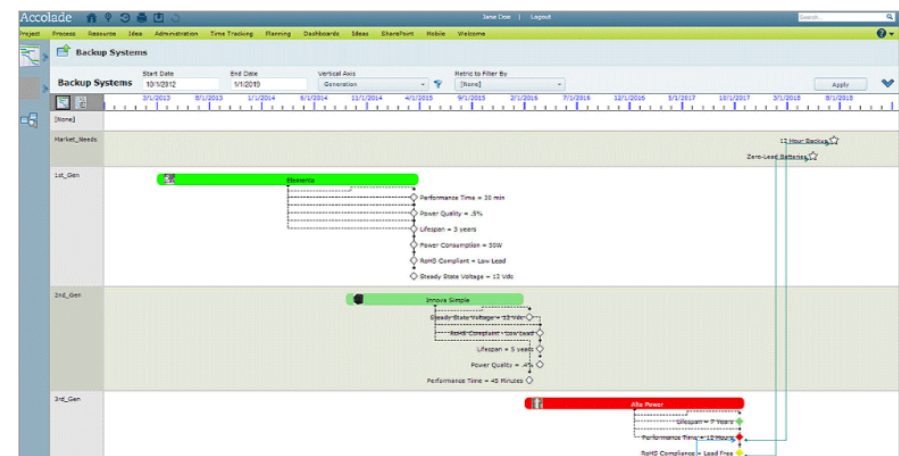 Accolade
Jane Doe | Logout
Search...
Project Process Resource Idea Administration Time Tracking Planning Dashboards Ideas SharePoint Mobile Welcome
Backup Systems
Start Date End Date Vertical Axis Metric to Filter By
Backup Systems 10/1/2012 1/1/2019 Generation [None] Apply
3/1/2013 8/1/2013 1/1/2014 6/1/2014 11/1/2014 4/1/2015 9/1/2015 2/1/2016 7/1/2016 12/1/2016 5/1/2017 10/1/2017 3/1/2018 8/1/2018
[None]
Market_Needs
12 Hour Backup
Zero-Lead Batteries
1st_Gen
Elementa
Performance Time = 30 min
Power Quality = .5%
Lifespan = 3 years
Power Consumption = 50W
RoHS Compliant = Low Lead
Steady State Voltage = 12 Vdc
2nd_Gen
Innova Simple
Steady State Voltage = 12 Vdc
RoHS Complaint - Low Lead
Lifespan = 5 years
Power Quality = .4%
Performance Time = 45 Minutes
3rd_Gen
Alta Power
Lifespan = 7 Years
Performance Time = 12 Hours
RoHS Compliance = Lead Free